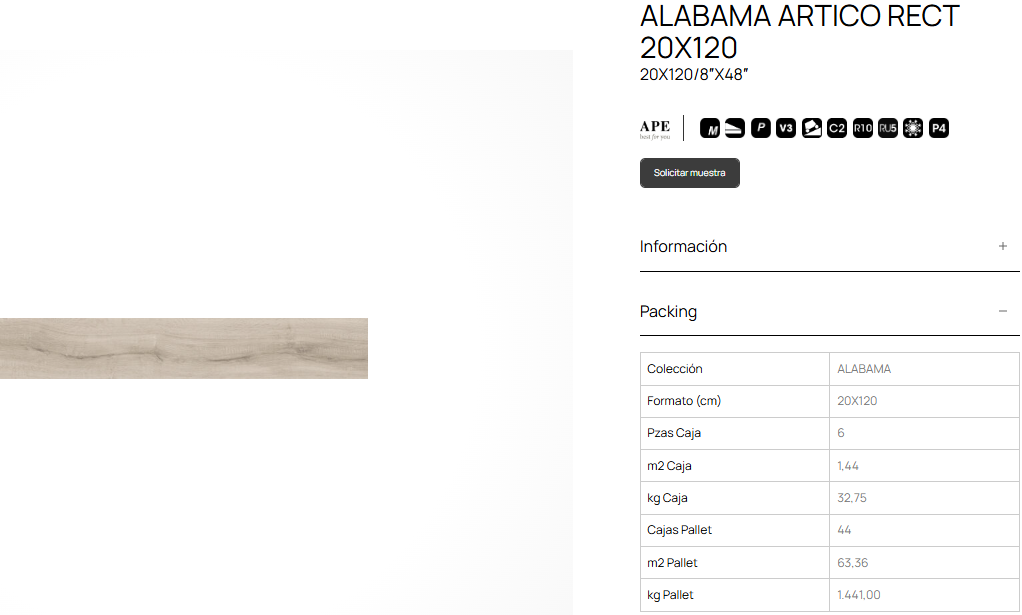 ALABAMA ARTICO RECT
20X120
20X120/8″X48″
APE
best for you
M P V3 C2 R10 RU5 P4
Solicitar muestra
Información +
Packing −
Colección ALABAMA
Formato (cm) 20X120
Pzas Caja 6
m2 Caja 1,44
kg Caja 32,75
Cajas Pallet 44
m2 Pallet 63,36
kg Pallet 1.441,00